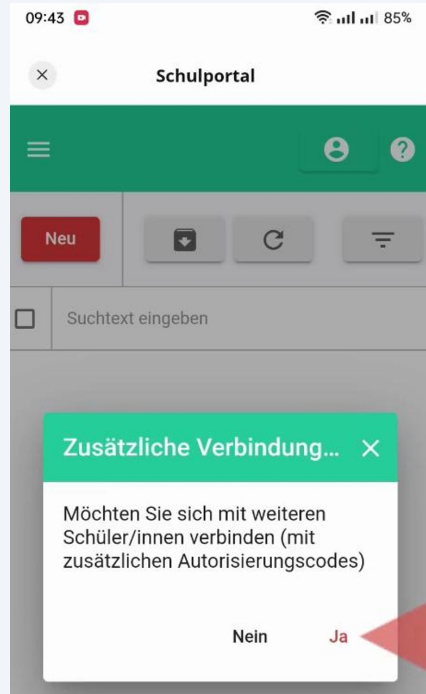 09:43 85%
Schulportal
Neu
Suchtext eingeben
Zusätzliche Verbindung...
Möchten Sie sich mit weiteren
Schüler/innen verbinden (mit
zusätzlichen Autorisierungscodes)
Nein Ja